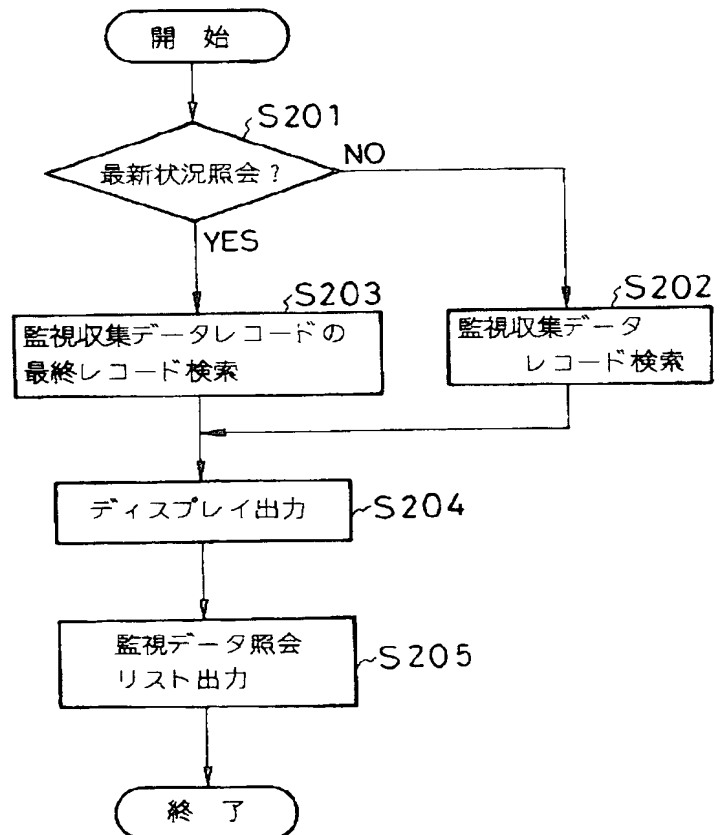 開 始
S201
最新状況照会?
NO
YES
S203
監視収集データレコードの
最終レコード検索
S202
監視収集データ
レコード検索
ディスプレイ出力
S204
監視データ照会
リスト出力
S205
終 了